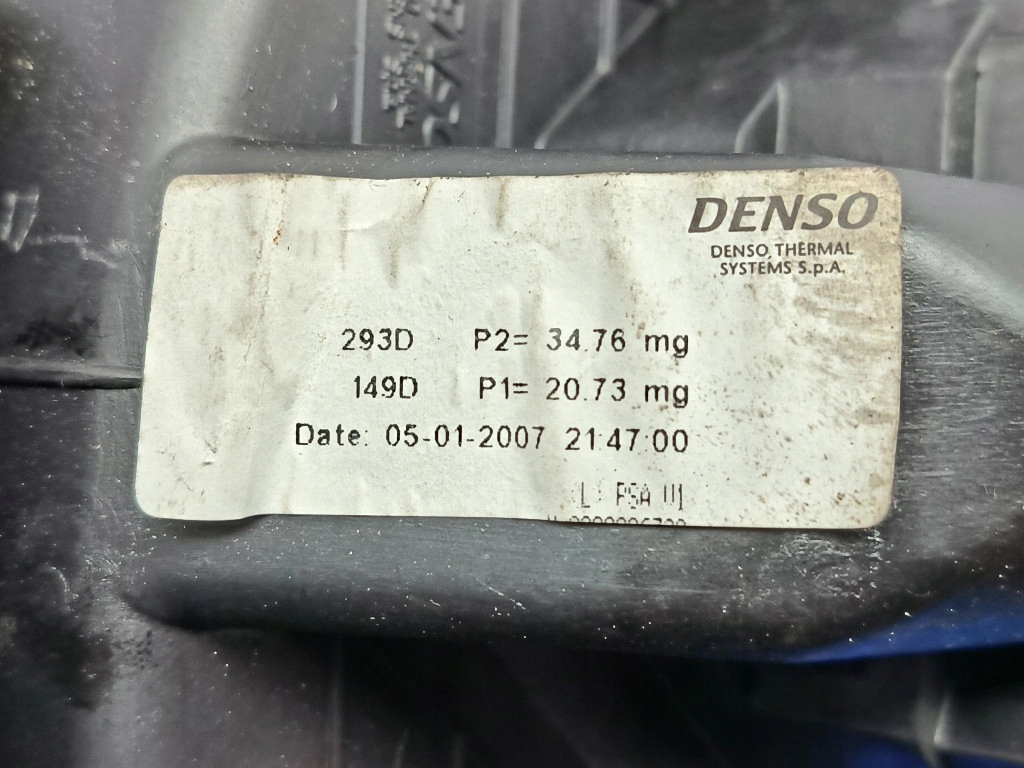 DENSO
DENSO THERMAL
SYSTEMS S.p.A.
293D P2= 34.76 mg
149D P1= 20.73 mg
Date: 05-01-2007 21:47:00
PSA